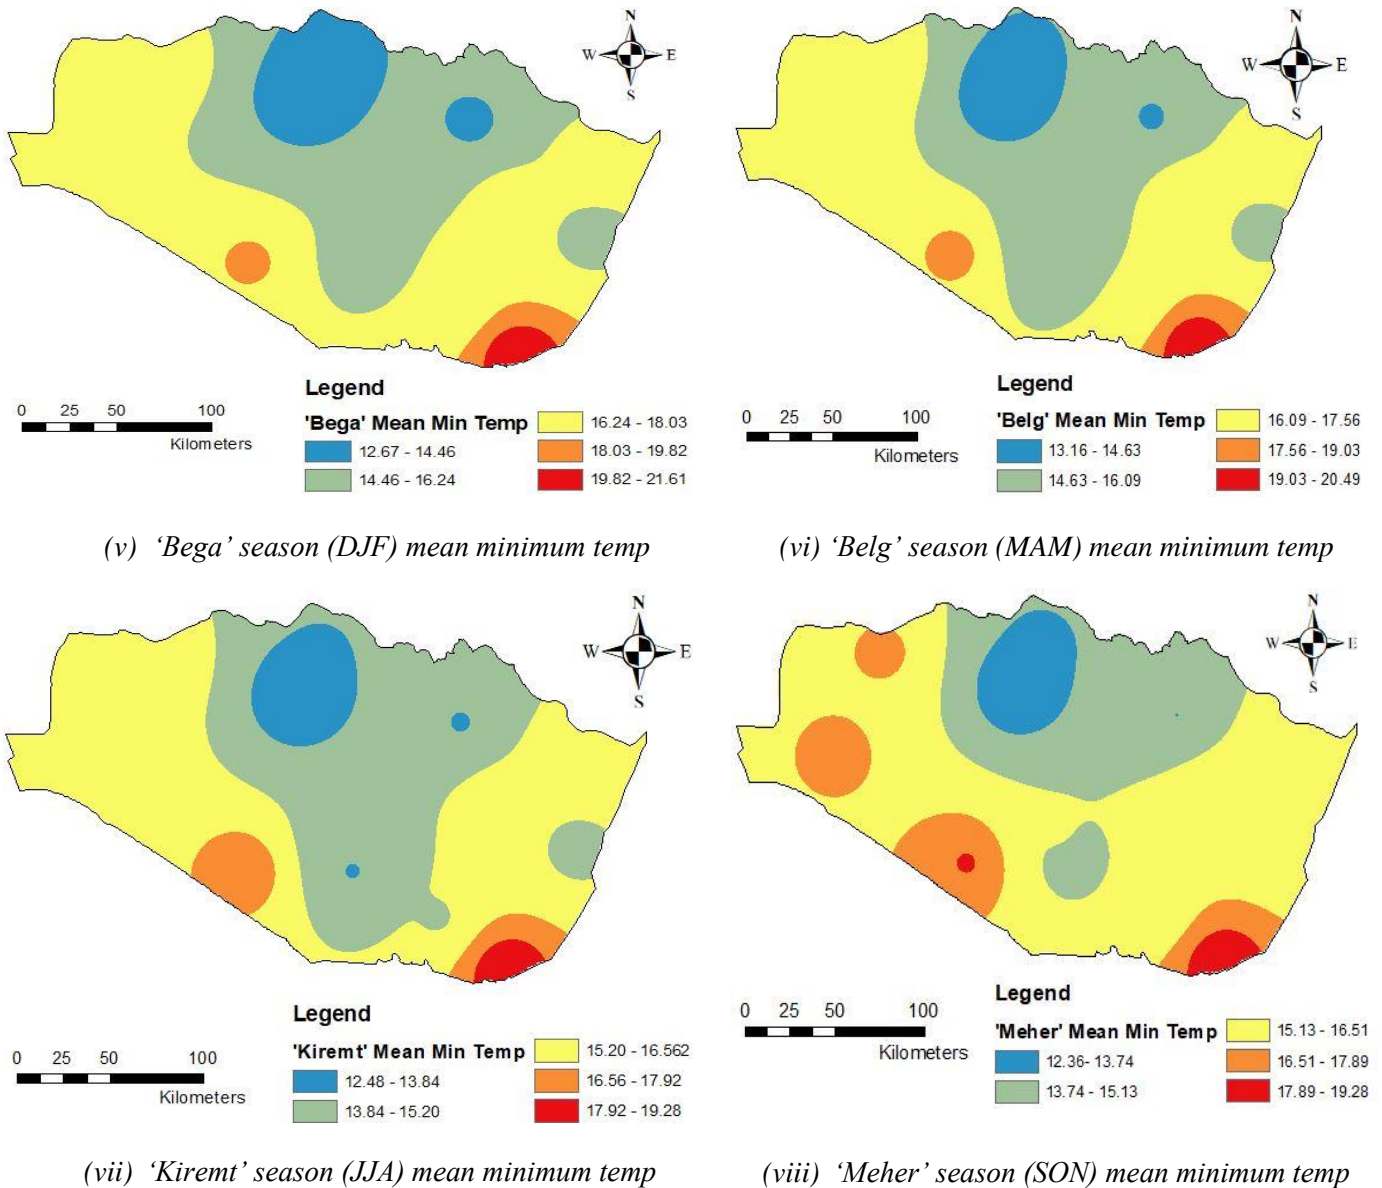 N
W E
S
Legend
0 25 50 100
Kilometers
'Bega' Mean Min Temp
12.67 - 14.46
14.46 - 16.24
16.24 - 18.03
18.03 - 19.82
19.82 - 21.61
(v) ‘Bega’ season (DJF) mean minimum temp
N
W E
S
Legend
0 25 50 100
Kilometers
'Belg' Mean Min Temp
13.16 - 14.63
14.63 - 16.09
16.09 - 17.56
17.56 - 19.03
19.03 - 20.49
(vi) ‘Belg’ season (MAM) mean minimum temp
N
W E
S
Legend
0 25 50 100
Kilometers
'Kiremt' Mean Min Temp
12.48 - 13.84
13.84 - 15.20
15.20 - 16.562
16.56 - 17.92
17.92 - 19.28
(vii) ‘Kiremt’ season (JJA) mean minimum temp
N
W E
S
Legend
0 25 50 100
Kilometers
'Meher' Mean Min Temp
12.36- 13.74
13.74 - 15.13
15.13 - 16.51
16.51 - 17.89
17.89 - 19.28
(viii) ‘Meher’ season (SON) mean minimum temp